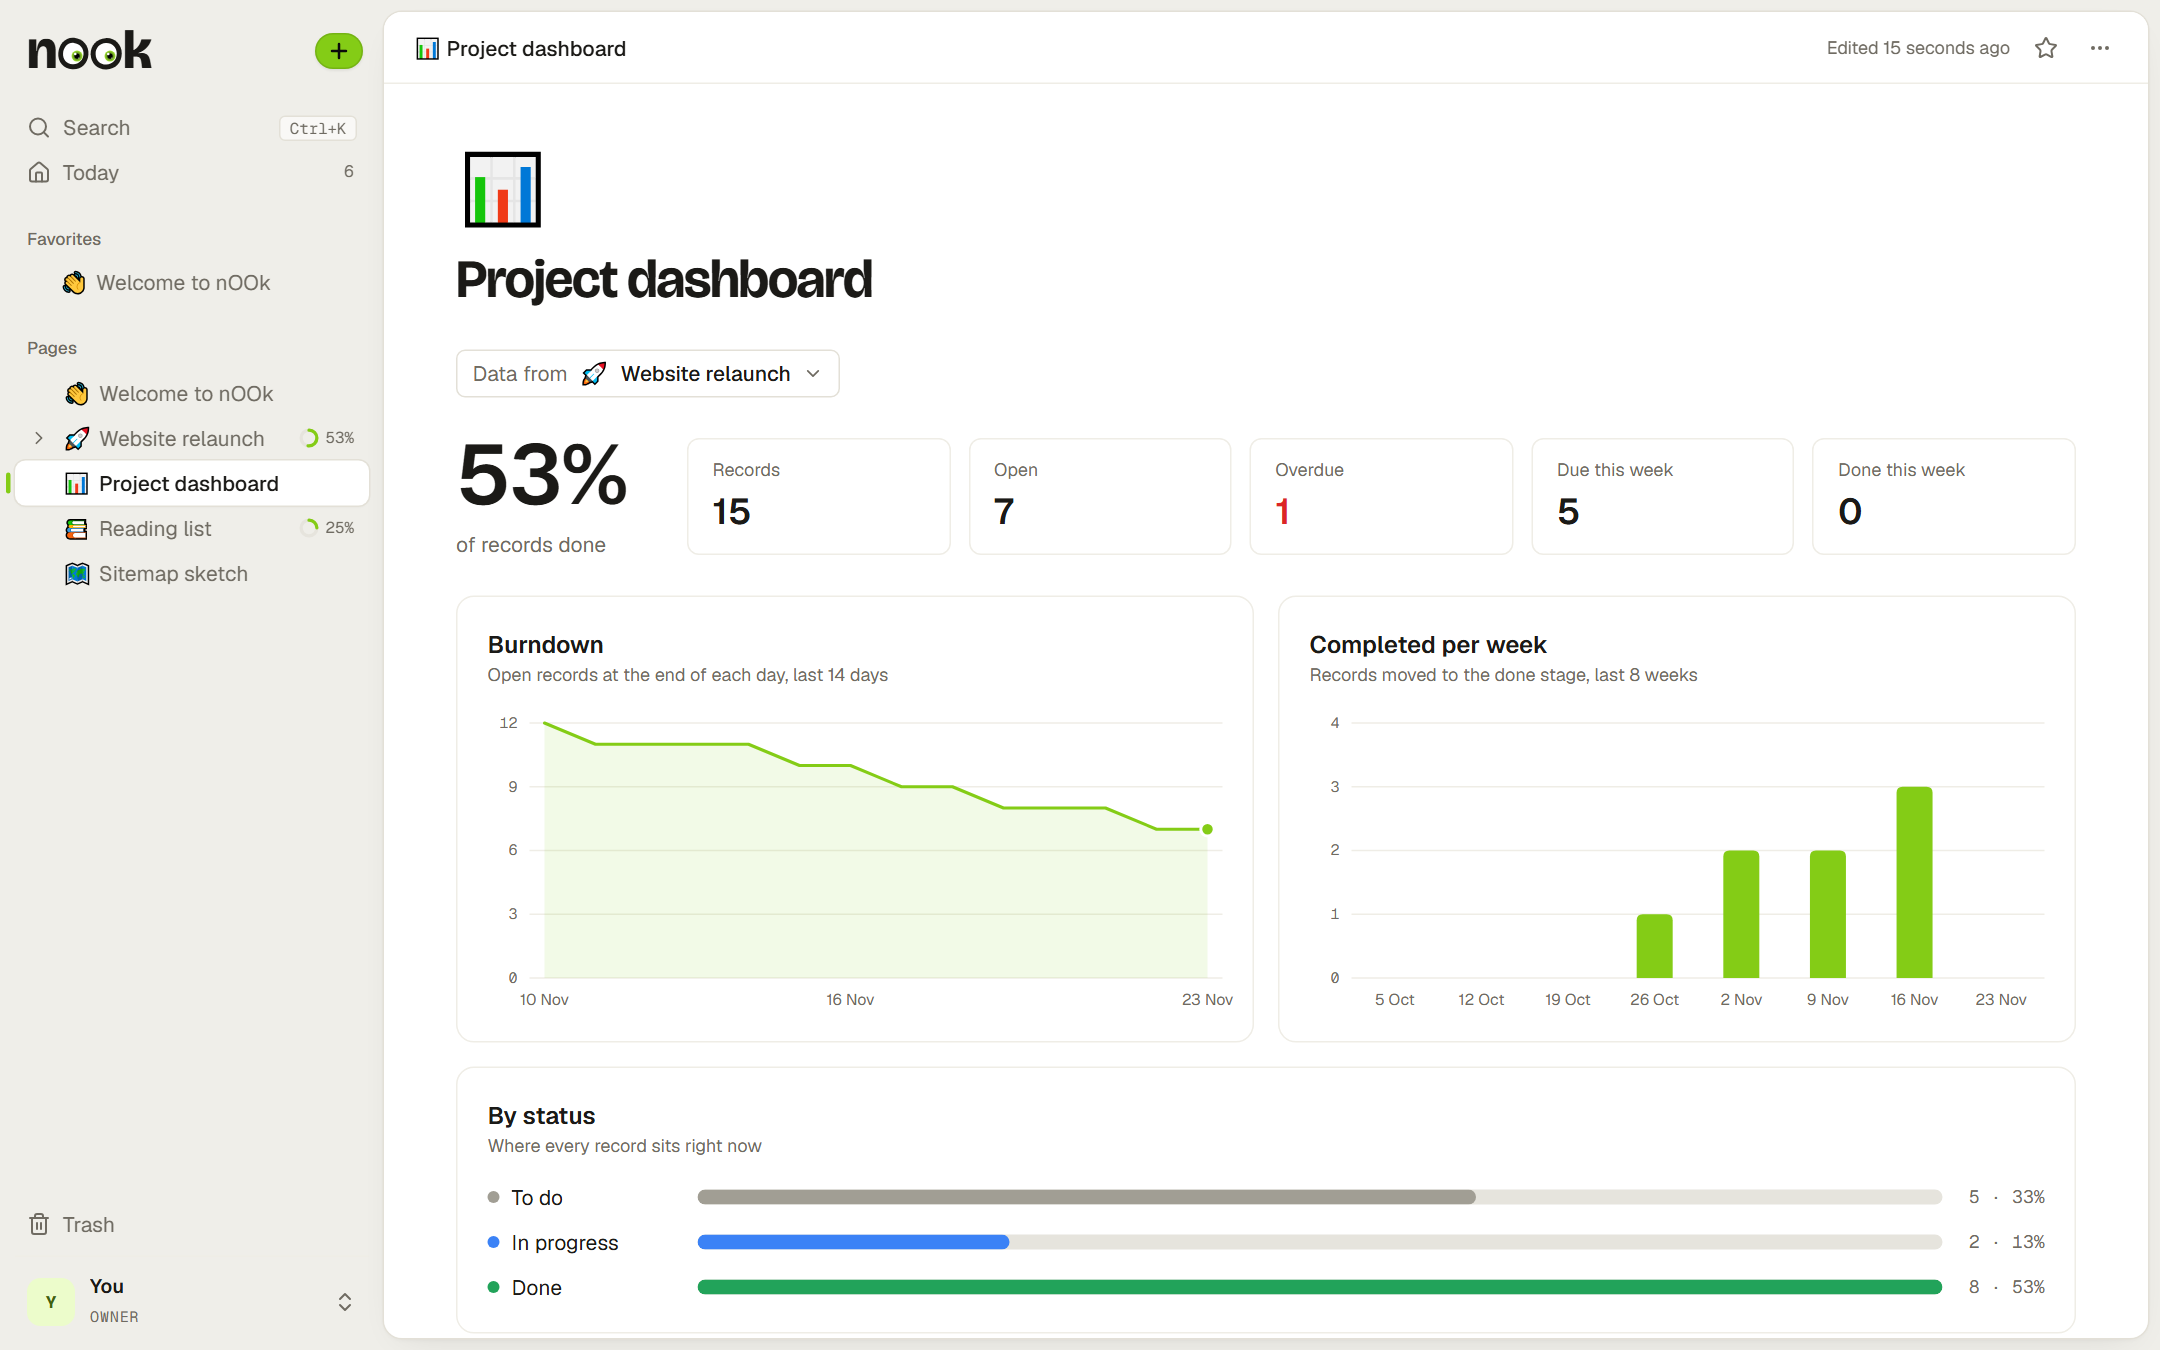 nook
Search
Ctrl+K
Today
6
Favorites
Welcome to nOOk
Pages
Welcome to nOOk
Website relaunch
53%
Project dashboard
Reading list
25%
Sitemap sketch
Trash
Y
You
OWNER
Project dashboard
Edited 15 seconds ago
Project dashboard
Data from Website relaunch
53%
of records done
Records
15
Open
7
Overdue
1
Due this week
5
Done this week
0
Burndown
Open records at the end of each day, last 14 days
12
9
6
3
0
10 Nov 16 Nov 23 Nov
Completed per week
Records moved to the done stage, last 8 weeks
4
3
2
1
0
5 Oct 12 Oct 19 Oct 26 Oct 2 Nov 9 Nov 16 Nov 23 Nov
By status
Where every record sits right now
To do 5 · 33%
In progress 2 · 13%
Done 8 · 53%